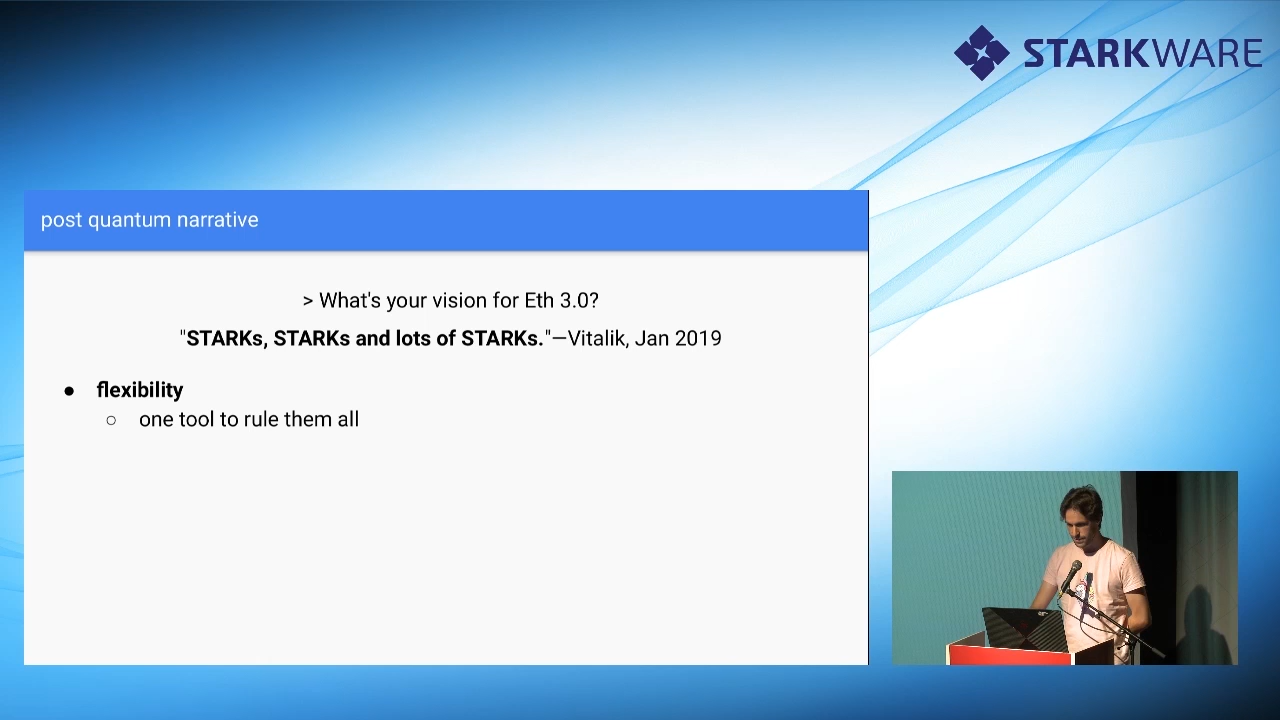 STARKWARE
post quantum narrative
> What's your vision for Eth 3.0?
"STARKs, STARKs and lots of STARKs."—Vitalik, Jan 2019
● flexibility
○ one tool to rule them all